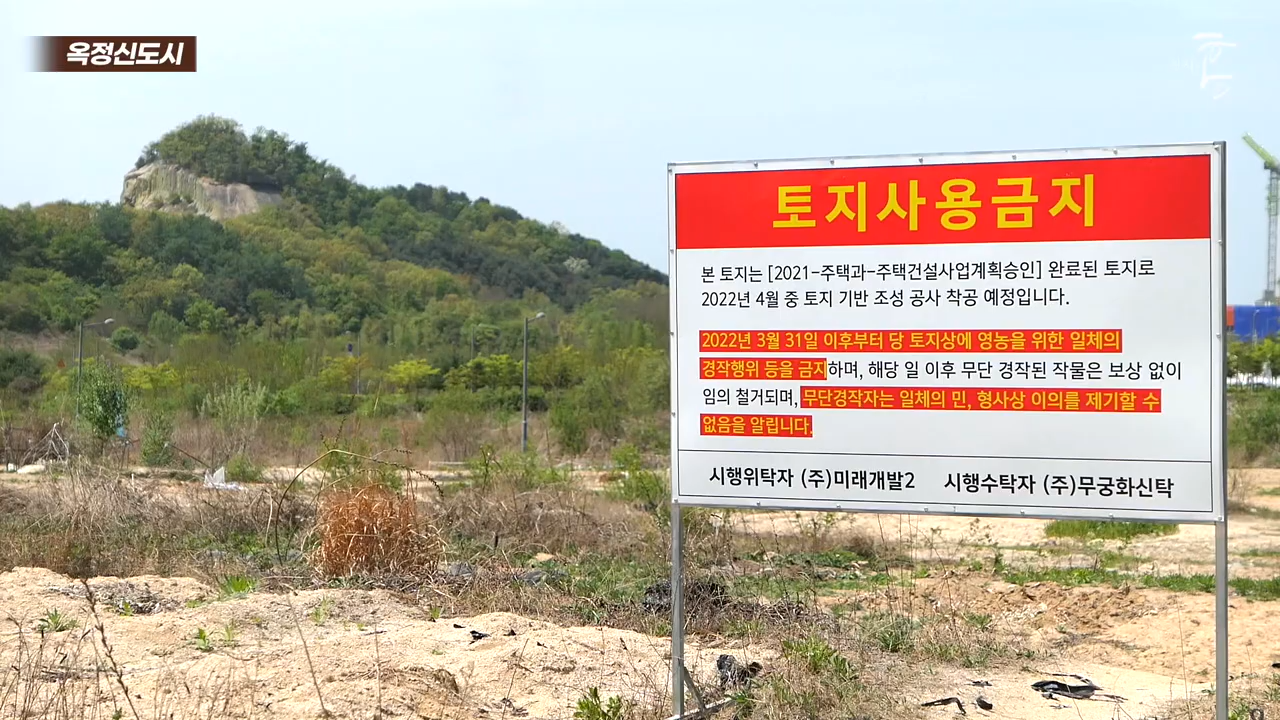 옥정신도시
토지사용금지
본 토지는 [2021-주택과-주택건설사업계획승인] 완료된 토지로
2022년 4월 중 토지 기반 조성 공사 착공 예정입니다.
2022년 3월 31일 이후부터 당 토지상에 영농을 위한 일체의
경작행위 등을 금지하며, 해당 일 이후 무단 경작된 작물은 보상 없이
임의 철거되며, 무단경작자는 일체의 민, 형사상 이의를 제기할 수
없음을 알립니다.
시행위탁자 (주)미래개발2 시행수탁자 (주)무궁화신탁